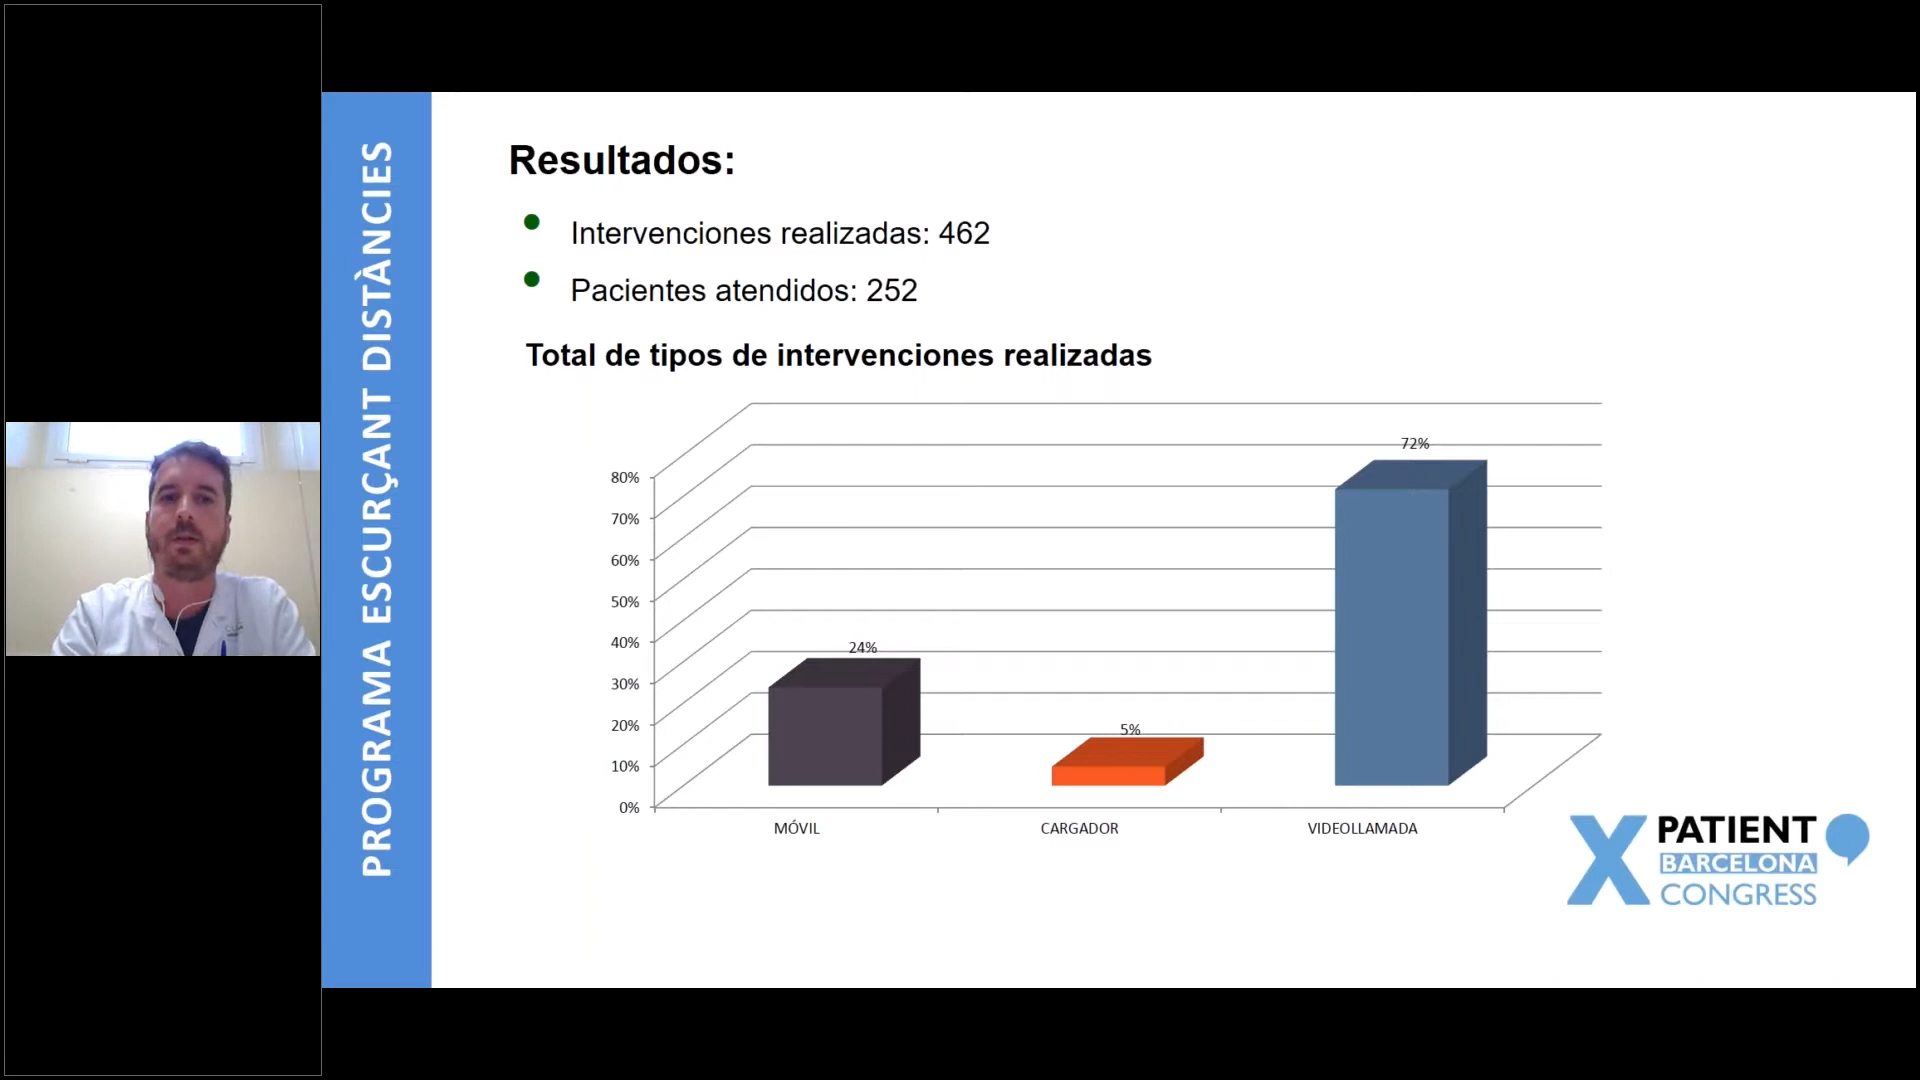 PROGRAMA ESCURÇANT DISTÀNCIES
Resultados:
Intervenciones realizadas: 462
Pacientes atendidos: 252
Total de tipos de intervenciones realizadas
80%
70%
60%
50%
40%
30%
20%
10%
0%
24%
5%
72%
MÓVIL
CARGADOR
VIDEOLLAMADA
X PATIENT
BARCELONA
CONGRESS